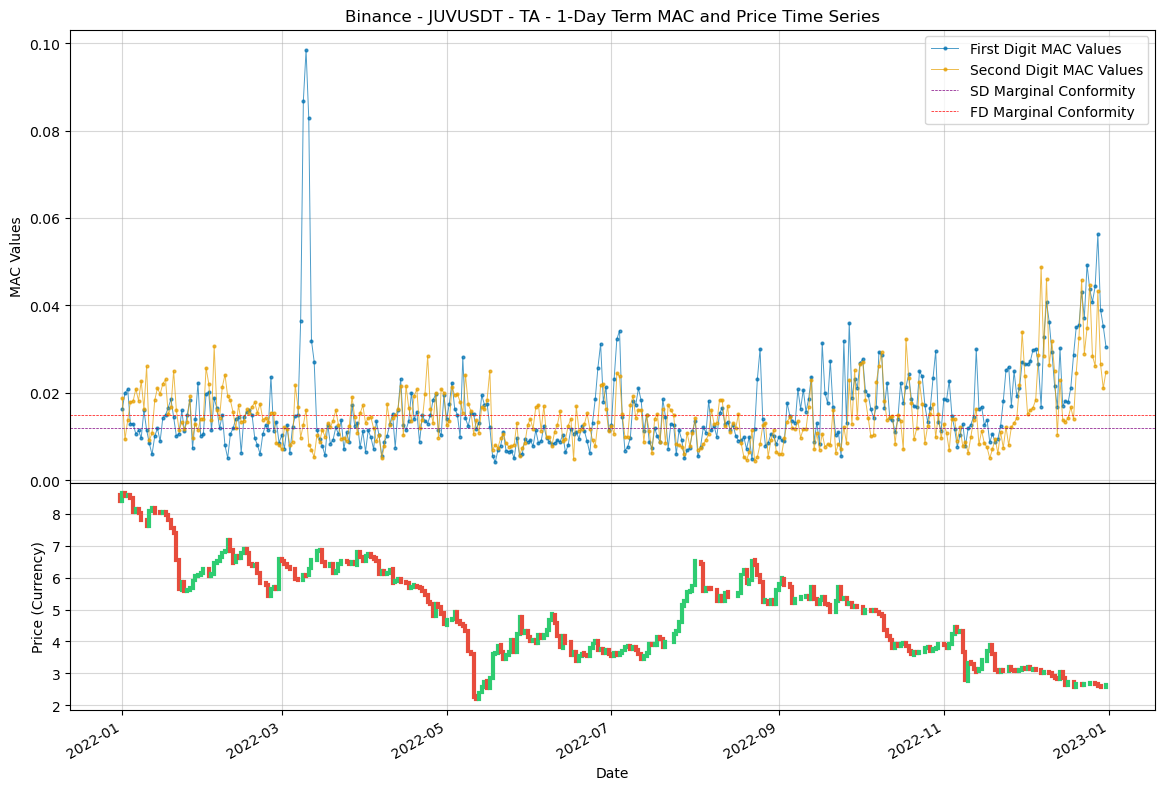 Binance - JUVUSDT - TA - 1-Day Term MAC and Price Time Series
First Digit MAC Values
Second Digit MAC Values
SD Marginal Conformity
FD Marginal Conformity
MAC Values
0.10
0.08
0.06
0.04
0.02
0.00
Price (Currency)
8
7
6
5
4
3
2
2022-01
2022-03
2022-05
2022-07
2022-09
2022-11
2023-01
Date